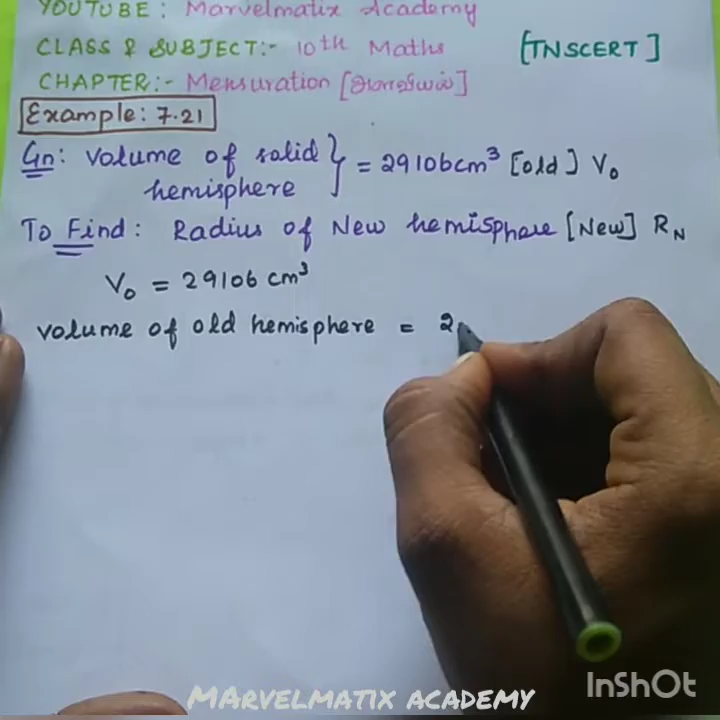 YOUTUBE: Marvelmatix Academy
CLASS & SUBJECT:- 10th Maths [TNSCERT]
CHAPTER:- Mensuration [அளவியல்]
Example: 7.21
Gn: volume of solid hemisphere } = 29106cm³ [old] V₀
To Find: Radius of New hemisphere [New] R_N
V₀ = 29106 cm³
volume of old hemisphere = 2
MARVELMATIX ACADEMY
InShOt